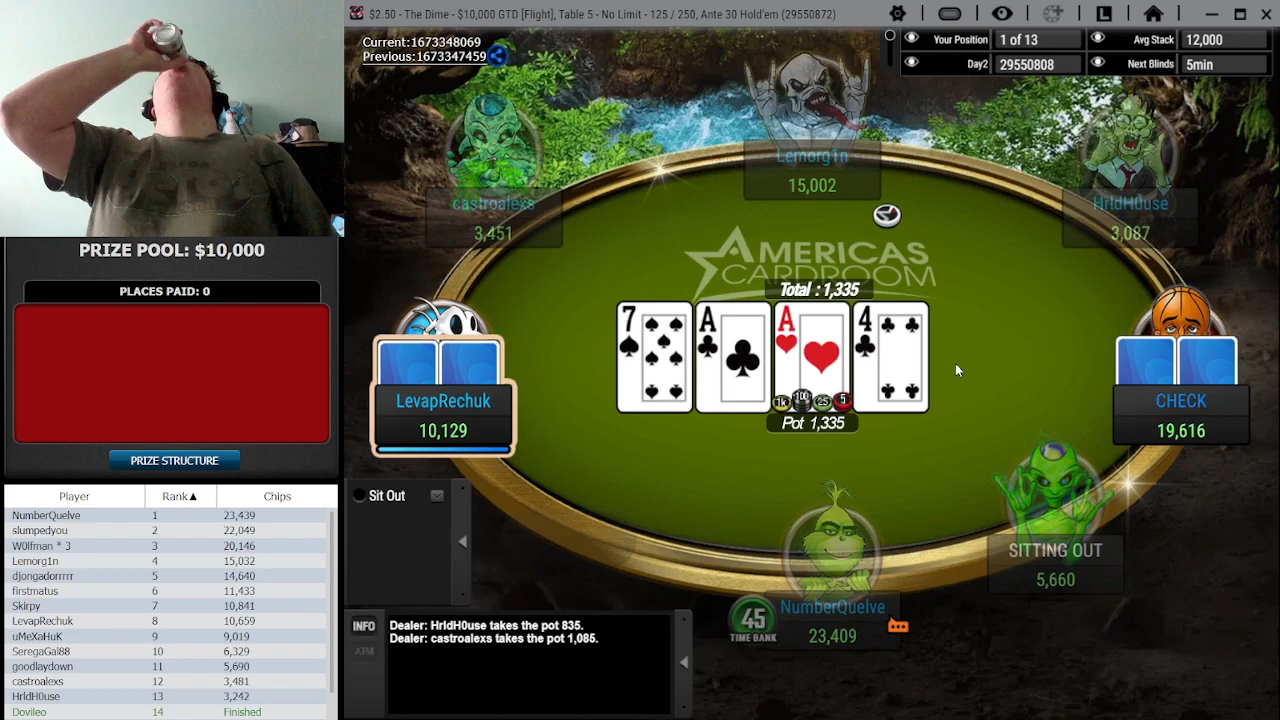 $2.50 - The Dime - $10,000 GTD [Flight], Table 5 - No Limit - 125 / 250, Ante 30 Hold'em (29550872)
Current:1673348069
Previous:1673347459
Your Position 1 of 13 Avg Stack 12,000
Day2 29550808 Next Blinds 5min
Lemorg1n
15,002
castroalexs
3,451
HrldH0use
3,087
AMERICAS
CARDROOM
Total : 1,335
7 A A 4
1k 100 25 5
Pot 1,335
LevapRechuk
10,129
CHECK
19,616
SITTING OUT
5,660
NumberQuelve
23,409
45
TIME BANK
PRIZE POOL: $10,000
PLACES PAID: 0
PRIZE STRUCTURE
Player Rank▲ Chips
NumberQuelve 1 23,439
slumpedyou 2 22,049
W0lfman * 3 3 20,146
Lemorg1n 4 15,032
djongadorrrrr 5 14,640
firstmatus 6 11,433
Skirpy 7 10,841
LevapRechuk 8 10,659
uMeXaHuK 9 9,019
SeregaGal88 10 6,329
goodlaydown 11 5,690
castroalexs 12 3,481
HrldH0use 13 3,242
Dovileo 14 Finished
Sit Out
INFO
ATM
Dealer: HrldH0use takes the pot 835.
Dealer: castroalexs takes the pot 1,085.